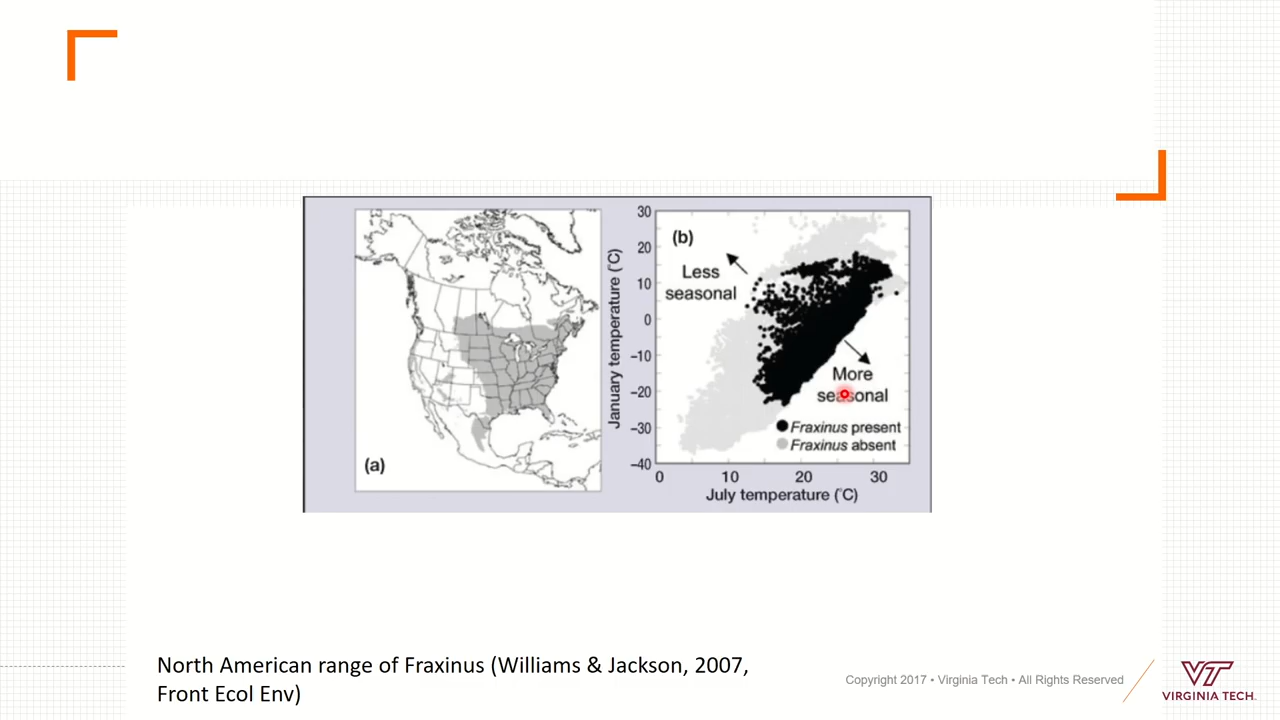 (a)
January temperature (°C)
30
20
10
0
−10
−20
−30
−40
(b)
Less
seasonal
More
seasonal
Fraxinus present
Fraxinus absent
0 10 20 30
July temperature (°C)
North American range of Fraxinus (Williams & Jackson, 2007,
Front Ecol Env)
Copyright 2017 • Virginia Tech • All Rights Reserved
VT
VIRGINIA TECH.